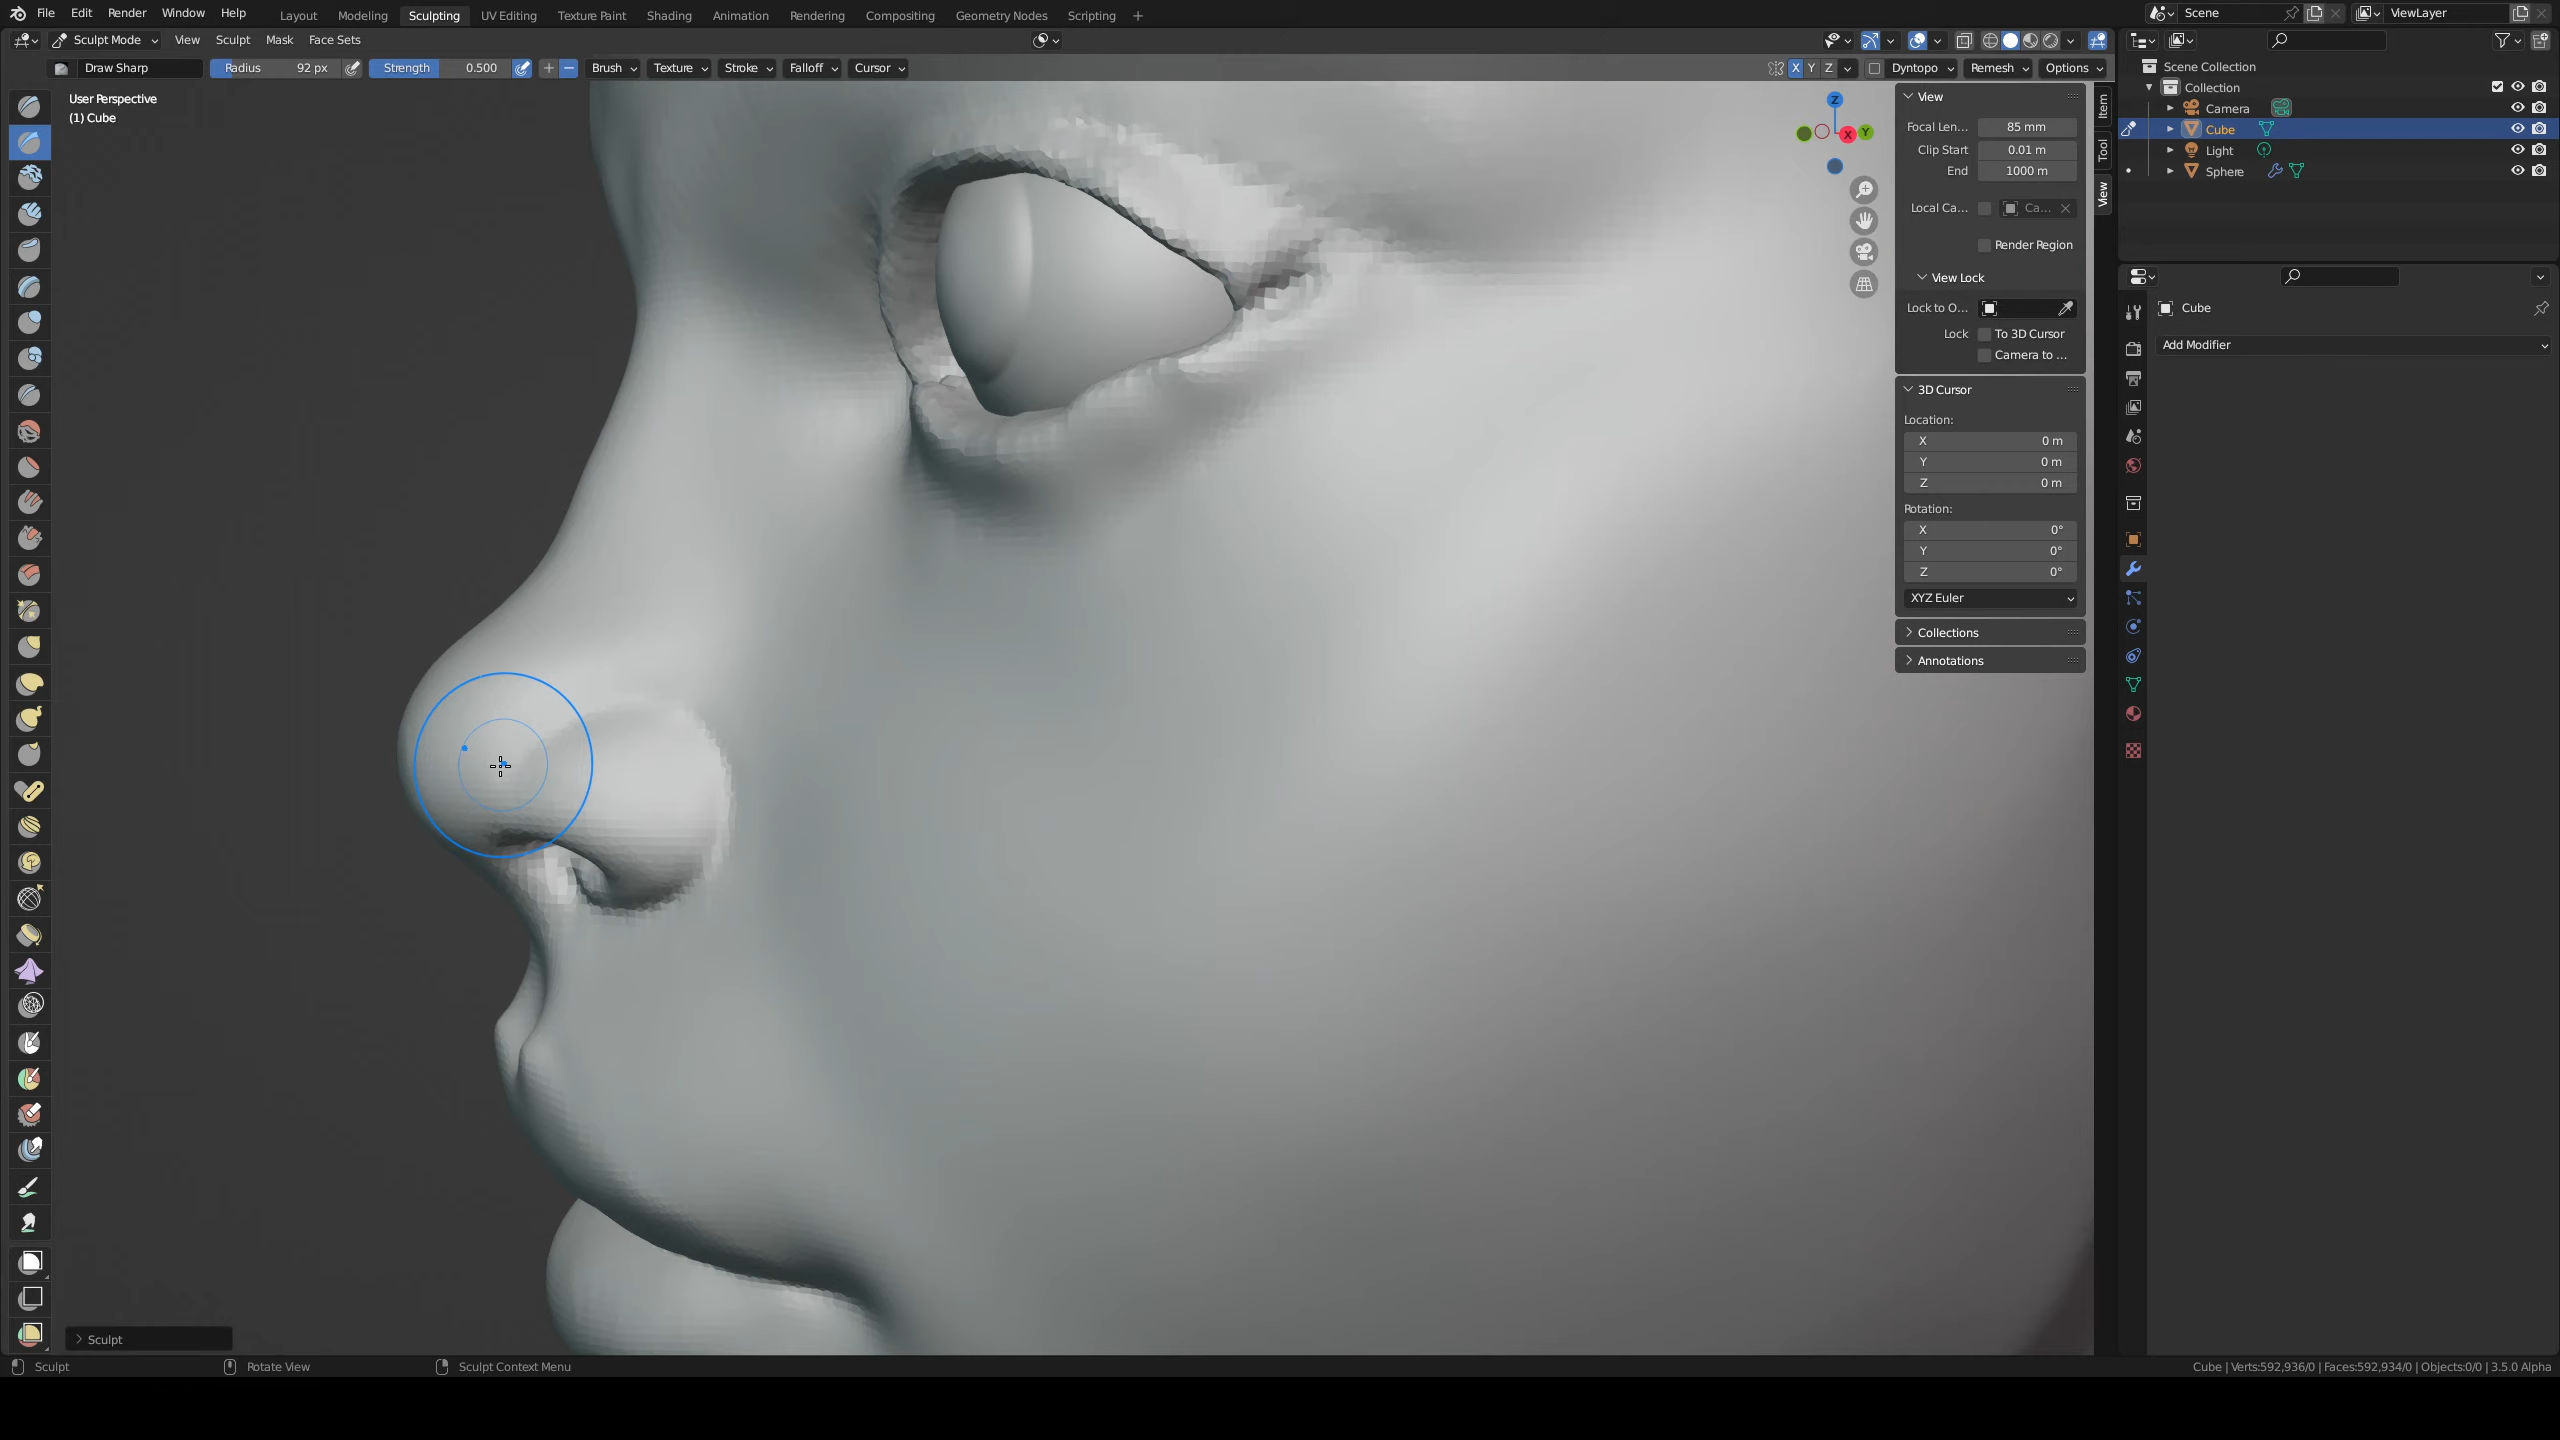 File Edit Render Window Help Layout Modeling Sculpting UV Editing Texture Paint Shading Animation Rendering Compositing Geometry Nodes Scripting + Scene ViewLayer
Sculpt Mode View Sculpt Mask Face Sets
Draw Sharp Radius 92 px Strength 0.500 Brush Texture Stroke Falloff Cursor X Y Z Dyntopo Remesh Options
User Perspective
(1) Cube
Z
X
Y
View
Focal Len... 85 mm
Clip Start 0.01 m
End 1000 m
Local Ca... Ca...
Render Region
View Lock
Lock to O...
Lock To 3D Cursor
Camera to ...
3D Cursor
Location:
X 0 m
Y 0 m
Z 0 m
Rotation:
X 0°
Y 0°
Z 0°
XYZ Euler
Collections
Annotations
Item
Tool
View
Scene Collection
Collection
Camera
Cube
Light
Sphere
Cube
Add Modifier
Sculpt
Sculpt Rotate View Sculpt Context Menu Cube | Verts:592,936/0 | Faces:592,934/0 | Objects:0/0 | 3.5.0 Alpha